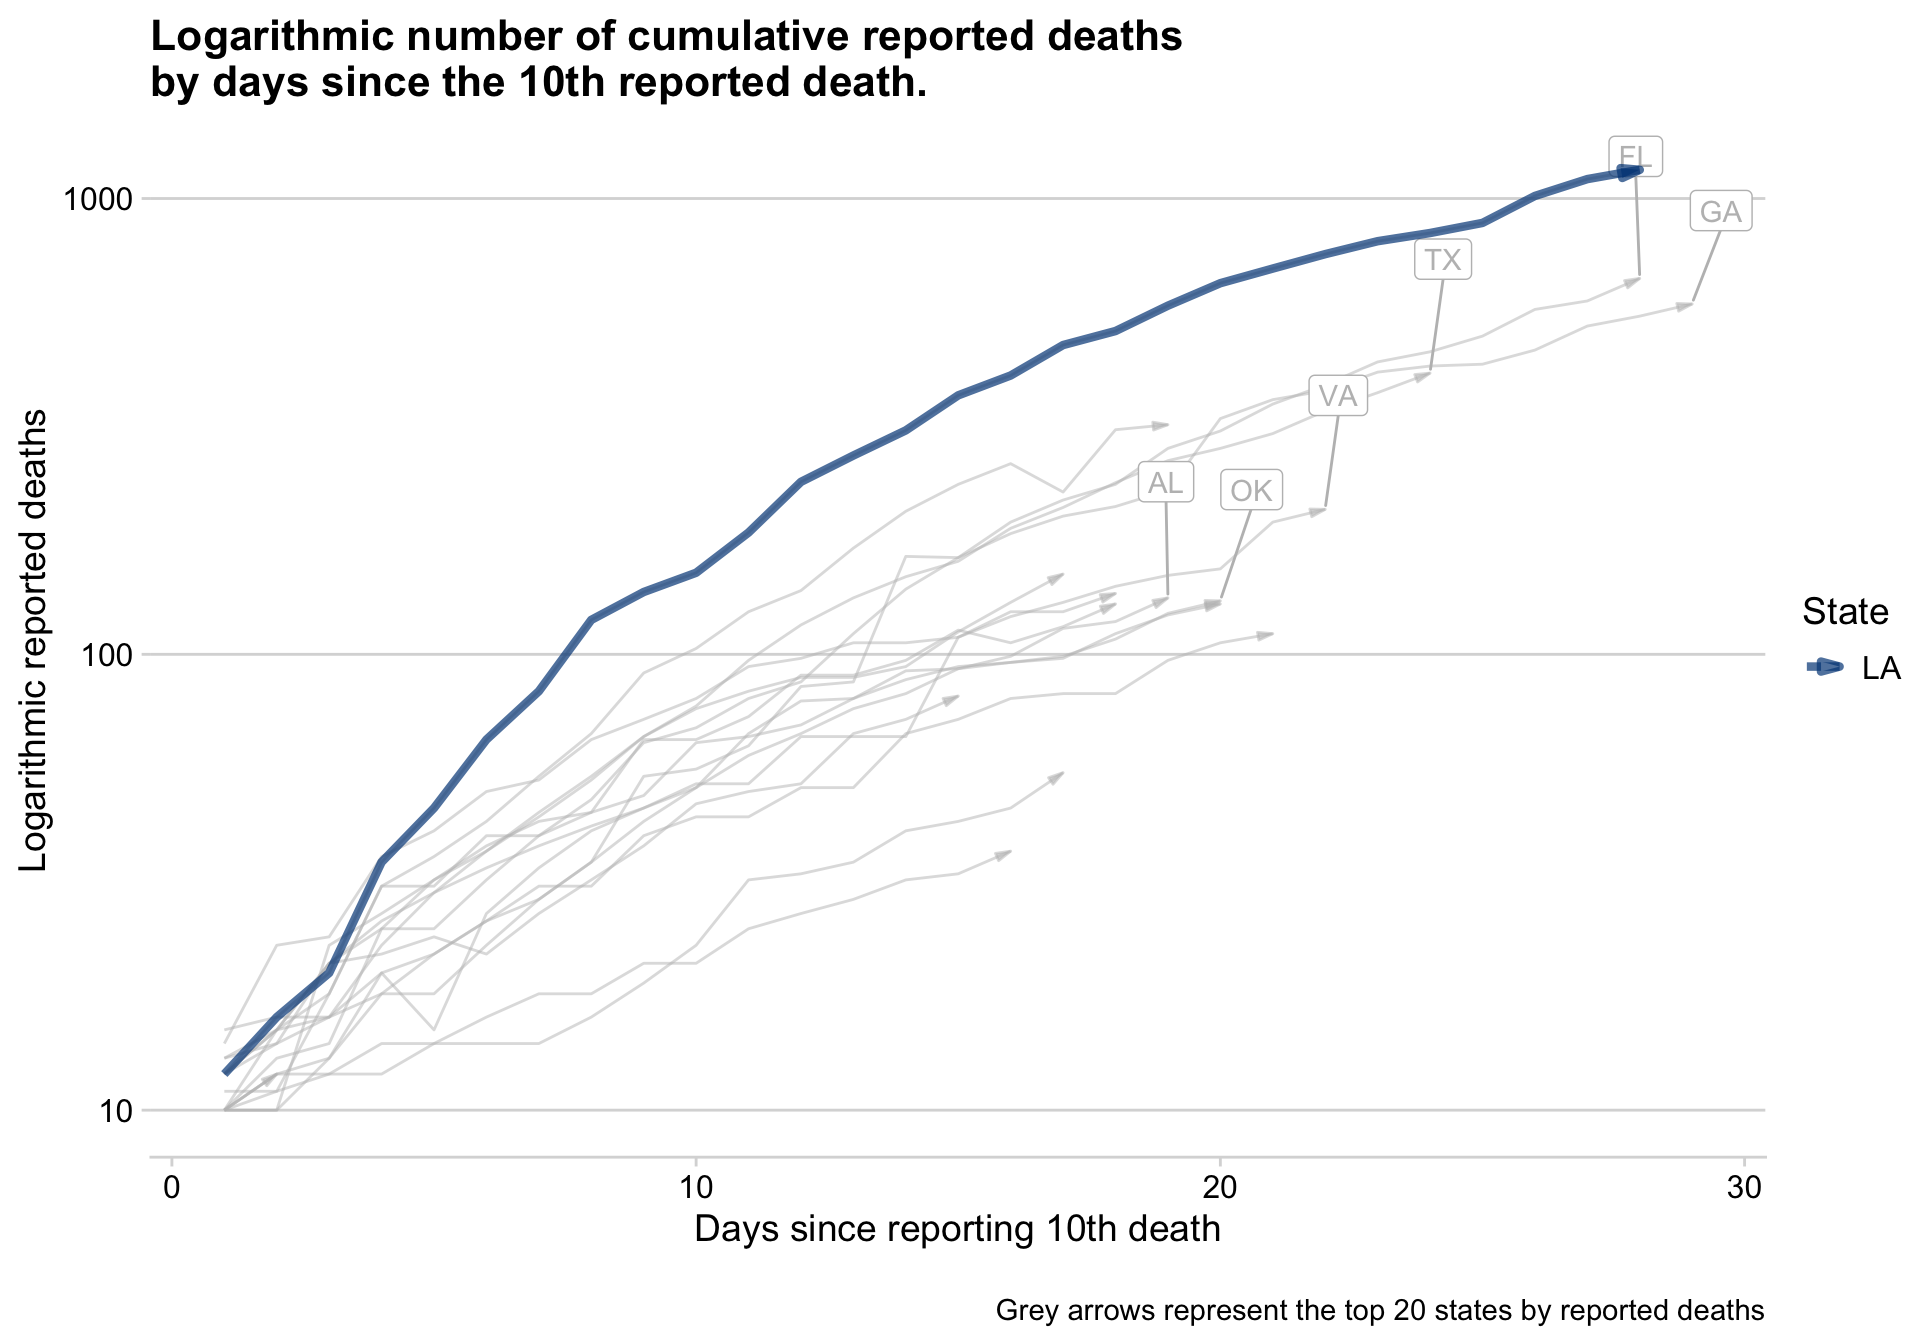 Logarithmic number of cumulative reported deaths
by days since the 10th reported death.
FL
1000
GA
TX
VA
AL
OK
Logarithmic reported deaths
State
LA
100
10
0
10
20
30
Days since reporting 10th death
Grey arrows represent the top 20 states by reported deaths